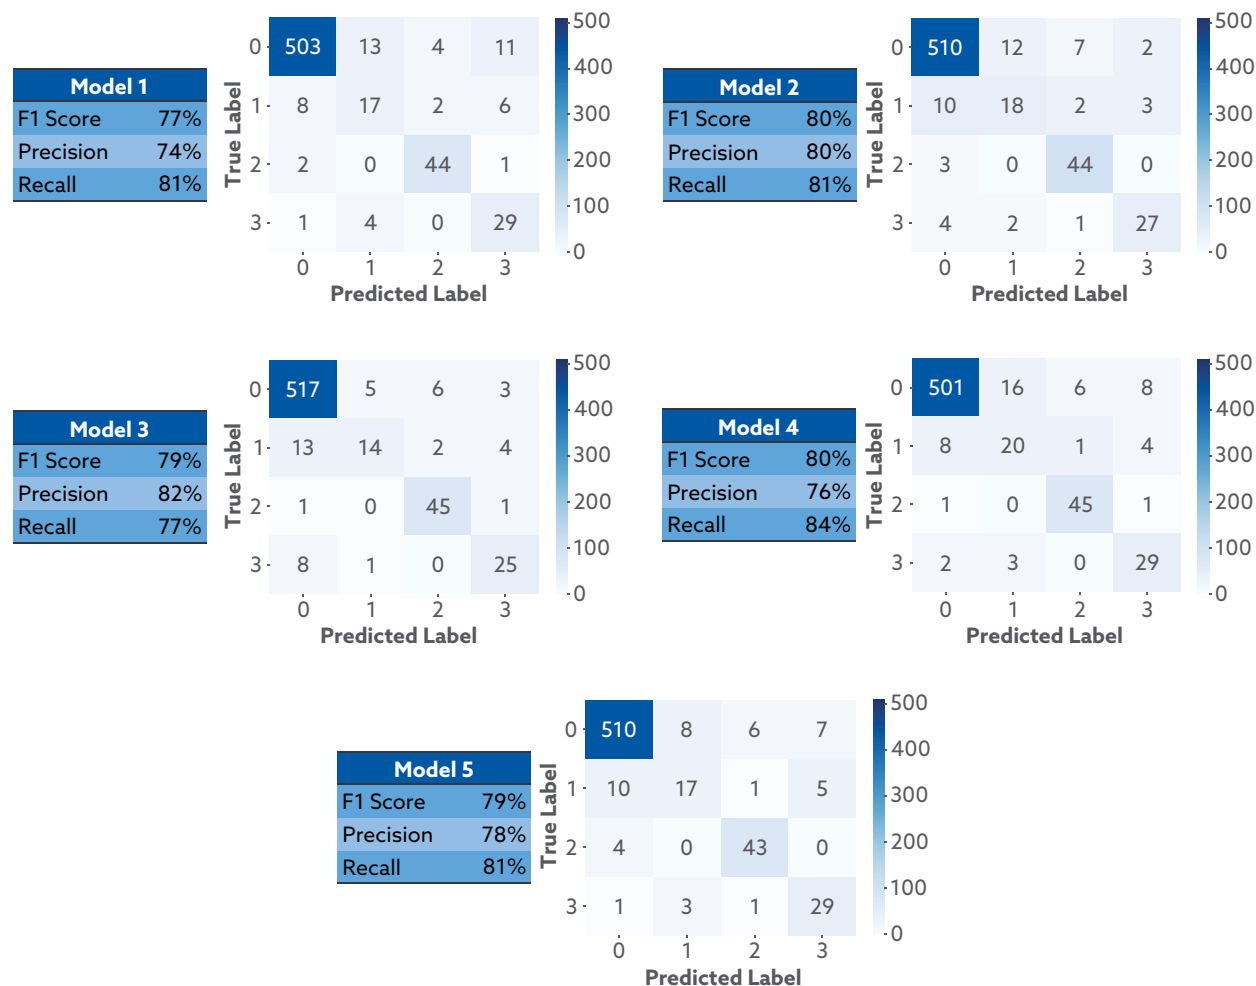 Model 1
F1 Score 77%
Precision 74%
Recall 81%
True Label
0 503 13 4 11
1 8 17 2 6
2 2 0 44 1
3 1 4 0 29
0 1 2 3
Predicted Label
500
400
300
200
100
0
Model 2
F1 Score 80%
Precision 80%
Recall 81%
True Label
0 510 12 7 2
1 10 18 2 3
2 3 0 44 0
3 4 2 1 27
0 1 2 3
Predicted Label
500
400
300
200
100
0
Model 3
F1 Score 79%
Precision 82%
Recall 77%
True Label
0 517 5 6 3
1 13 14 2 4
2 1 0 45 1
3 8 1 0 25
0 1 2 3
Predicted Label
500
400
300
200
100
0
Model 4
F1 Score 80%
Precision 76%
Recall 84%
True Label
0 501 16 6 8
1 8 20 1 4
2 1 0 45 1
3 2 3 0 29
0 1 2 3
Predicted Label
500
400
300
200
100
0
Model 5
F1 Score 79%
Precision 78%
Recall 81%
True Label
0 510 8 6 7
1 10 17 1 5
2 4 0 43 0
3 1 3 1 29
0 1 2 3
Predicted Label
500
400
300
200
100
0